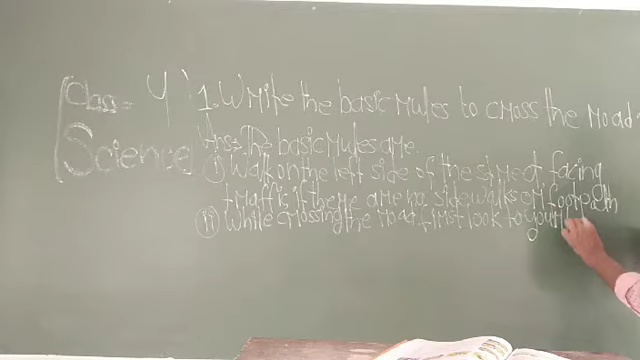 Class = 4
Science
1. Write the basic rules to cross the road.
Ans: The basic rules are.
(i) Walk on the left side of the street facing
traffic if there are no sidewalks or footpath
(ii) While crossing the road, first look to your